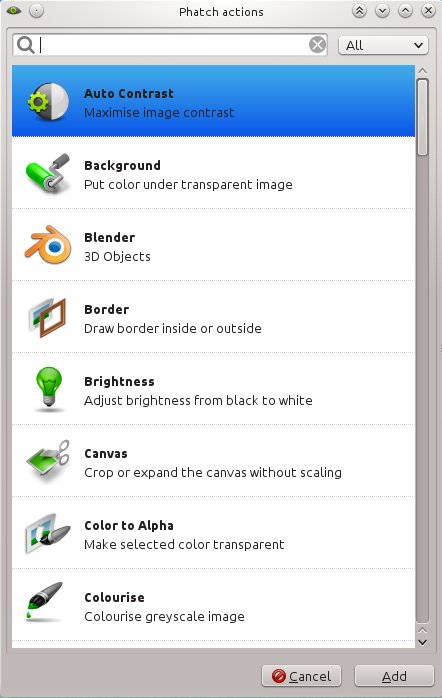 Phatch actions
All
Auto Contrast
Maximise image contrast
Background
Put color under transparent image
Blender
3D Objects
Border
Draw border inside or outside
Brightness
Adjust brightness from black to white
Canvas
Crop or expand the canvas without scaling
Color to Alpha
Make selected color transparent
Colourise
Colourise greyscale image
Cancel Add